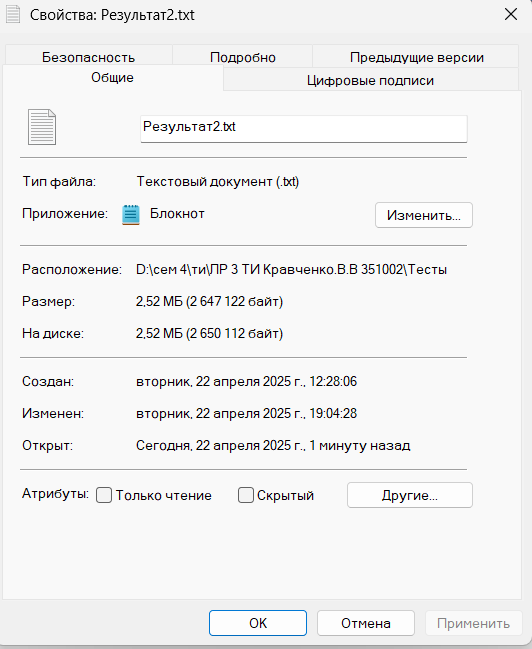 Свойства: Результат2.txt
Безопасность Подробно Предыдущие версии
Общие Цифровые подписи
Результат2.txt
Тип файла: Текстовый документ (.txt)
Приложение: Блокнот Изменить...
Расположение: D:\сем 4\ти\ЛР 3 ТИ Кравченко.В.В 351002\Тесты
Размер: 2,52 МБ (2 647 122 байт)
На диске: 2,52 МБ (2 650 112 байт)
Создан: вторник, 22 апреля 2025 г., 12:28:06
Изменен: вторник, 22 апреля 2025 г., 19:04:28
Открыт: Сегодня, 22 апреля 2025 г., 1 минуту назад
Атрибуты: Только чтение Скрытый Другие...
ОК Отмена Применить